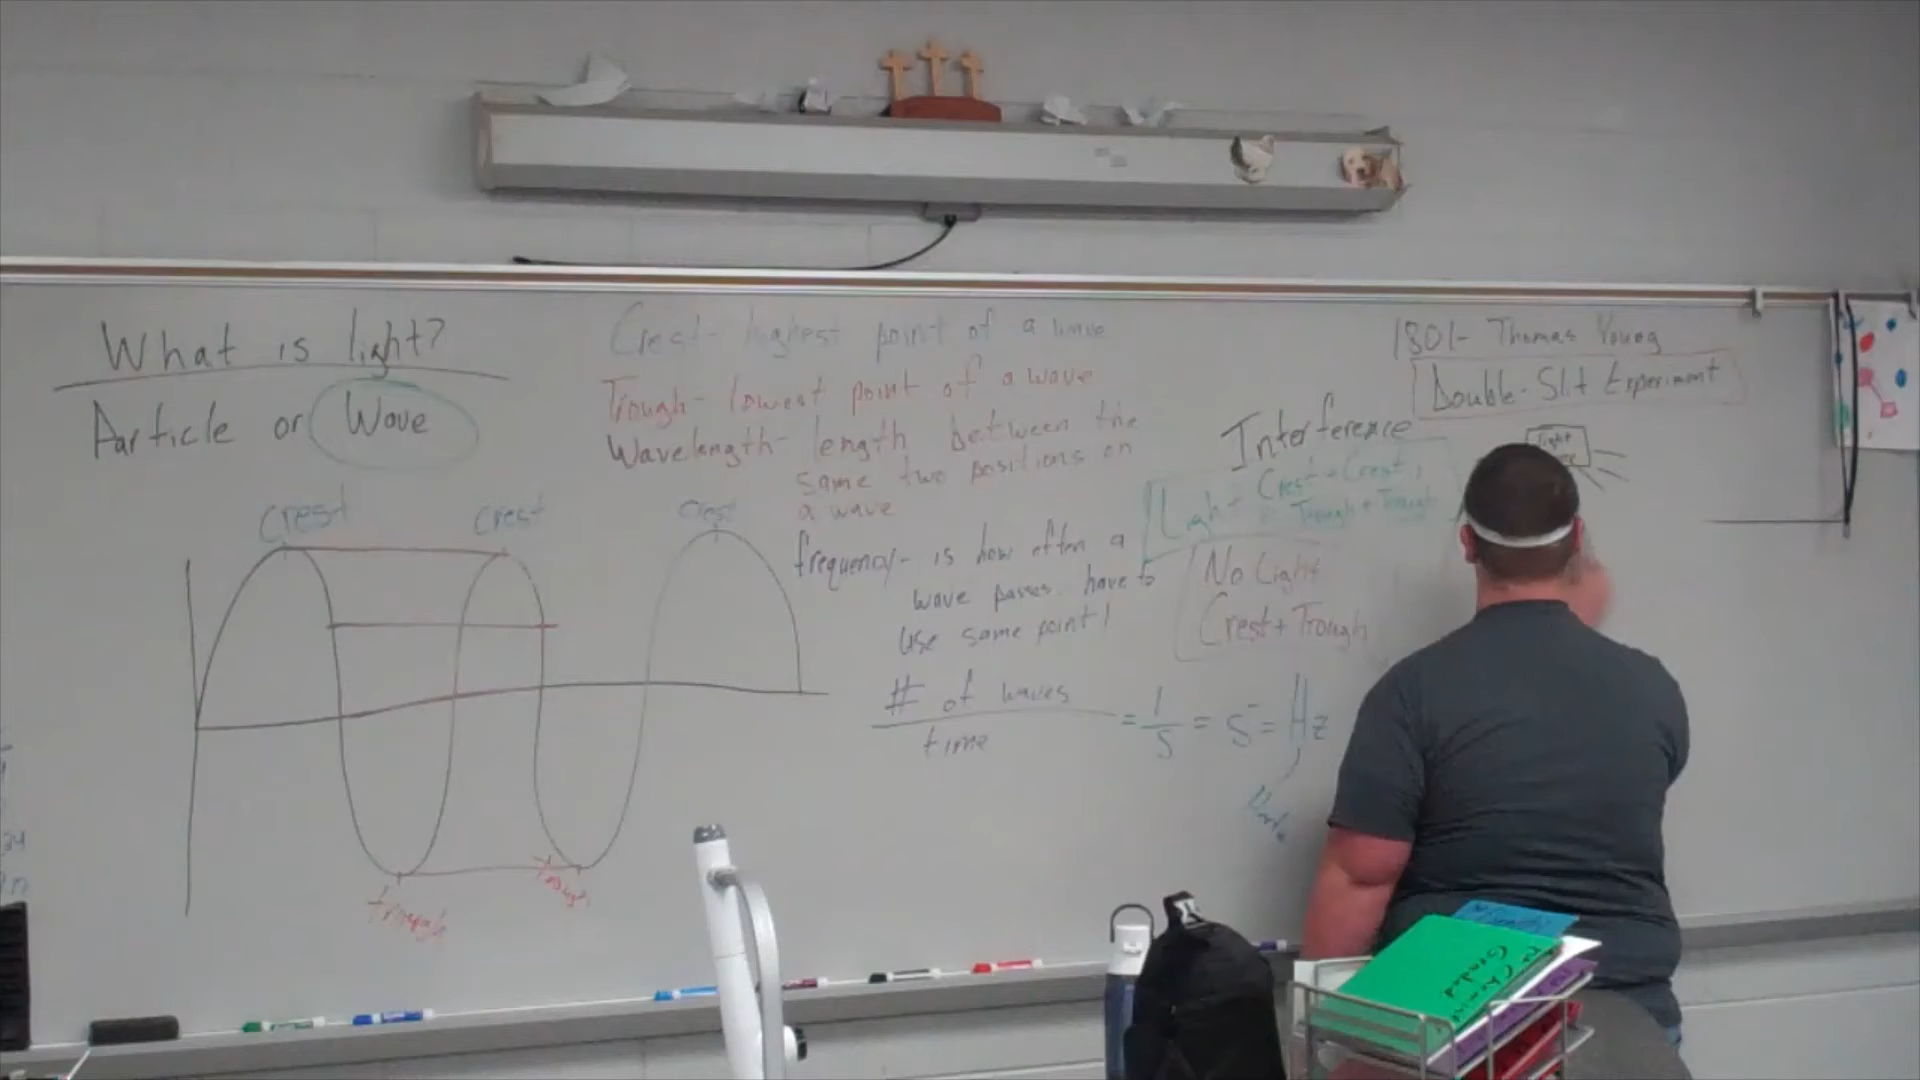 What is light?
Particle or Wave
Crest- highest point of a wave
Trough- lowest point of a wave
Wavelength- length between the
same two positions on
a wave
frequency- is how often a
wave passes. have to
use same point!
# of waves
time
= 1/s = s⁻ = Hz
crest
crest
crest
trough
trough
Interference
Light Crest + Crest,
Trough + Trough
No Light
Crest + Trough
1801- Thomas Young
Double-Slit Experiment
light
Graded